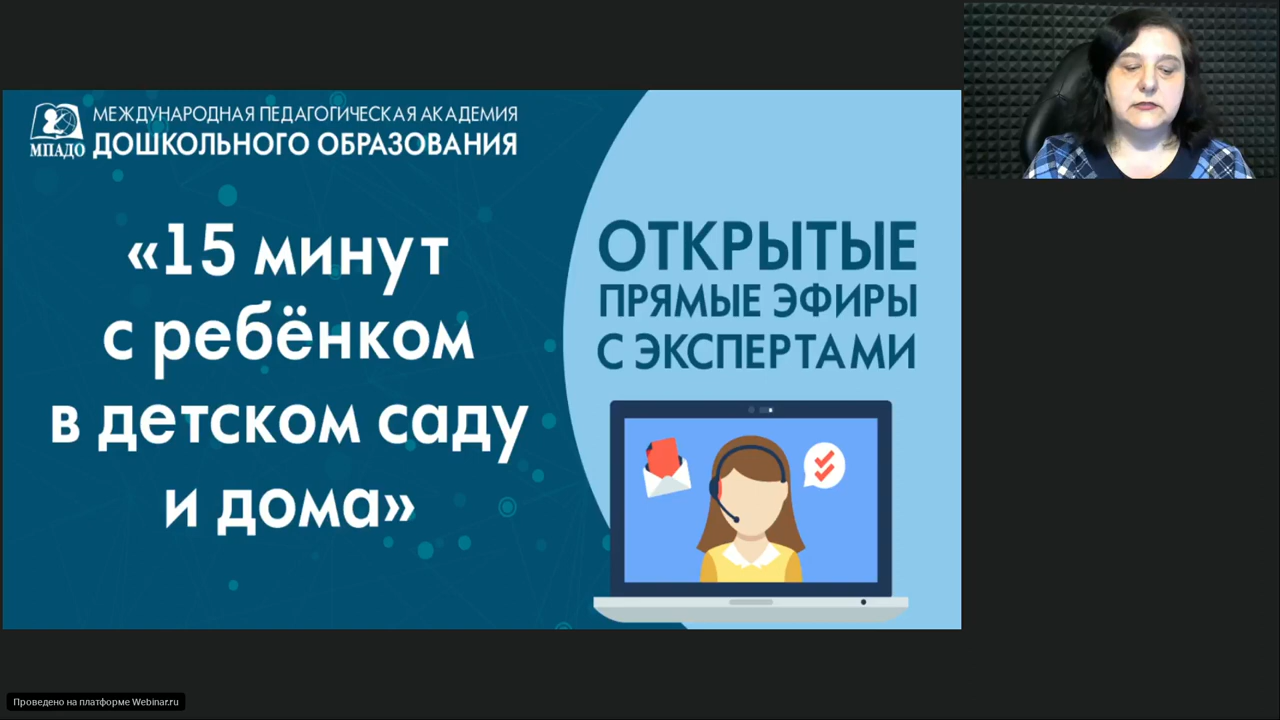 МЕЖДУНАРОДНАЯ ПЕДАГОГИЧЕСКАЯ АКАДЕМИЯ
МПАДО ДОШКОЛЬНОГО ОБРАЗОВАНИЯ
«15 минут
с ребёнком
в детском саду
и дома»
ОТКРЫТЫЕ
ПРЯМЫЕ ЭФИРЫ
С ЭКСПЕРТАМИ
Проведено на платформе Webinar.ru